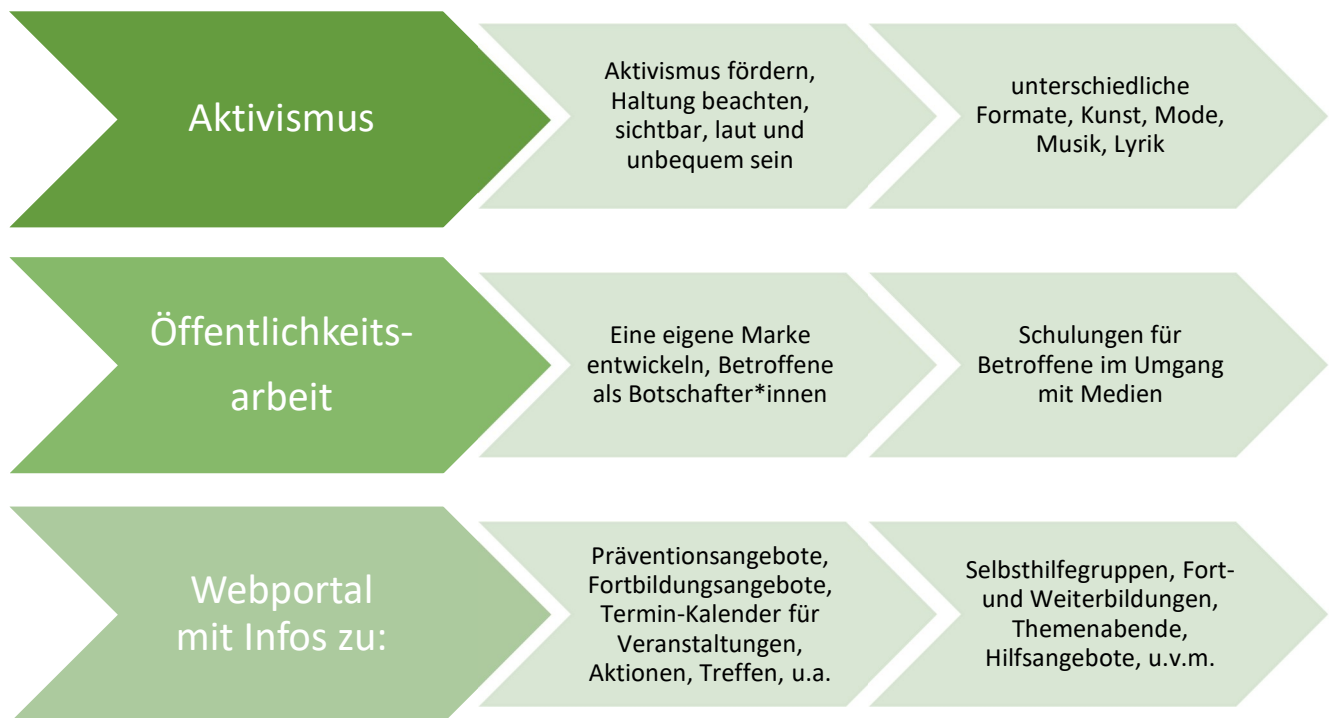 Aktivismus
Aktivismus fördern,
Haltung beachten,
sichtbar, laut und
unbequem sein
unterschiedliche
Formate, Kunst, Mode,
Musik, Lyrik
Öffentlichkeits-
arbeit
Eine eigene Marke
entwickeln, Betroffene
als Botschafter*innen
Schulungen für
Betroffene im Umgang
mit Medien
Webportal
mit Infos zu:
Präventionsangebote,
Fortbildungsangebote,
Termin-Kalender für
Veranstaltungen,
Aktionen, Treffen, u.a.
Selbsthilfegruppen, Fort-
und Weiterbildungen,
Themenabende,
Hilfsangebote, u.v.m.